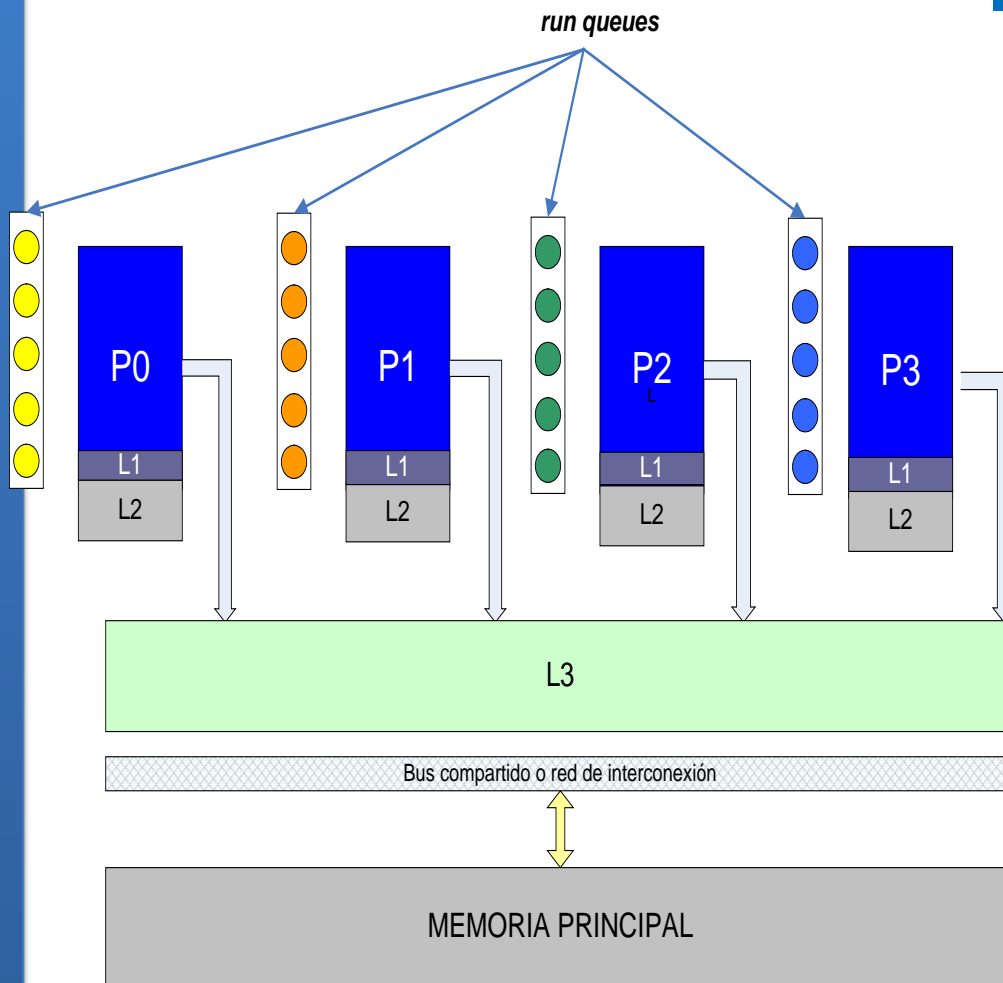 run queues
P0
P1
P2
L
P3
L1
L1
L1
L1
L2
L2
L2
L2
L3
Bus compartido o red de interconexión
MEMORIA PRINCIPAL